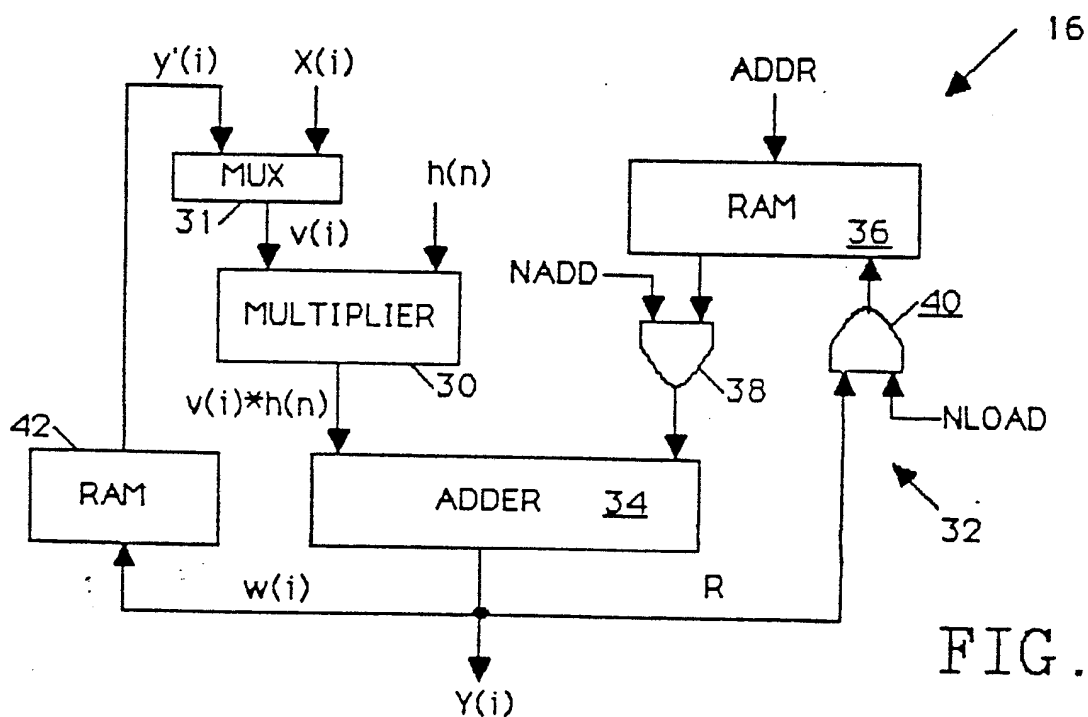 16
y'(i)
X(i)
ADDR
MUX
31
h(n)
RAM
36
v(i)
NADD
MULTIPLIER
30
40
38
v(i)*h(n)
NLOAD
42
RAM
ADDER 34
32
w(i)
R
Y(i)
FIG.